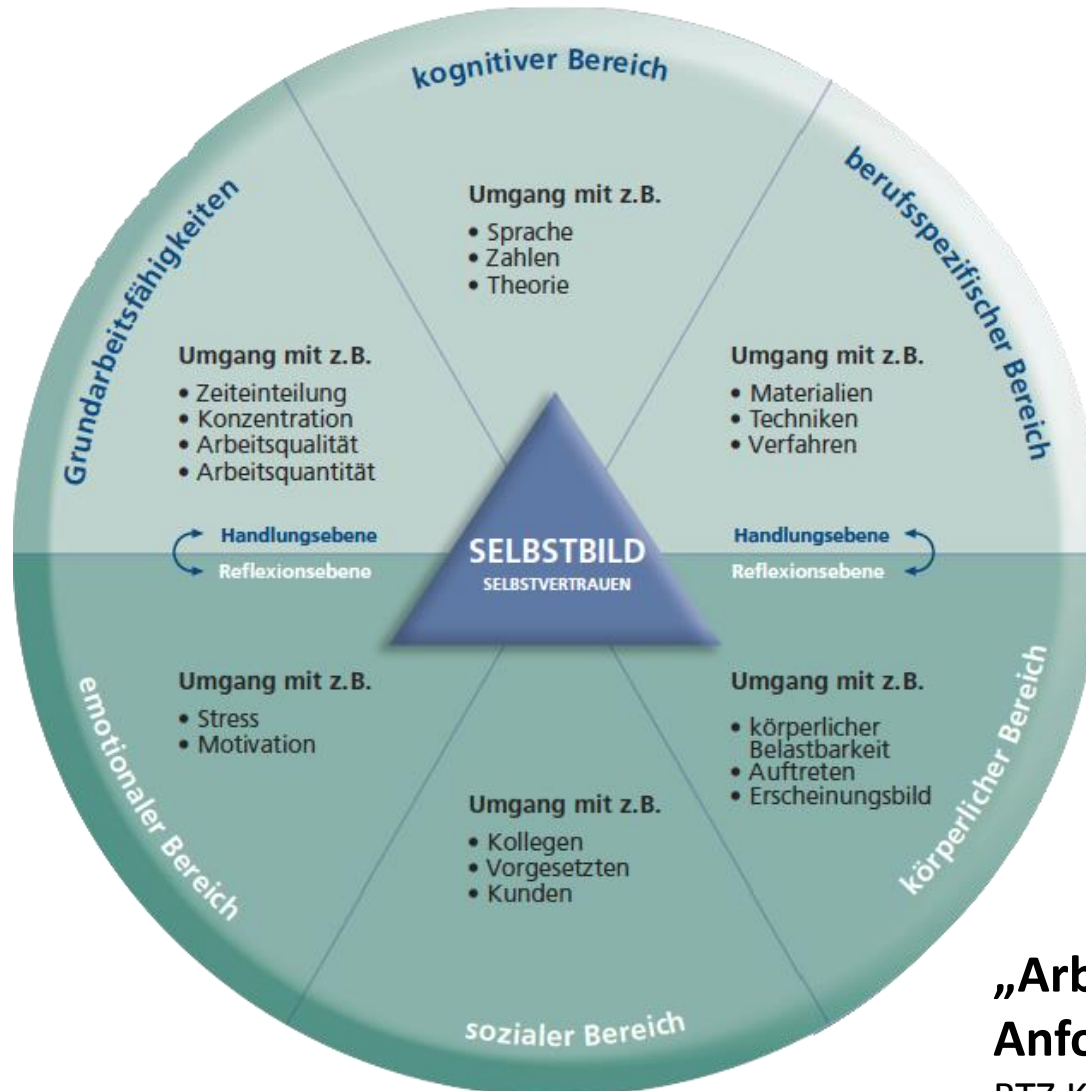 kognitiver Bereich
Umgang mit z.B.
• Sprache
• Zahlen
• Theorie
berufsspezifischer Bereich
Umgang mit z.B.
• Materialien
• Techniken
• Verfahren
Grundarbeitsfähigkeiten
Umgang mit z.B.
• Zeiteinteilung
• Konzentration
• Arbeitsqualität
• Arbeitsquantität
Handlungsebene
Reflexionsebene
SELBSTBILD
SELBSTVERTRAUEN
Handlungsebene
Reflexionsebene
emotionaler Bereich
Umgang mit z.B.
• Stress
• Motivation
sozialer Bereich
Umgang mit z.B.
• Kollegen
• Vorgesetzten
• Kunden
körperlicher Bereich
Umgang mit z.B.
• körperlicher
Belastbarkeit
• Auftreten
• Erscheinungsbild
„Arb
Anfo